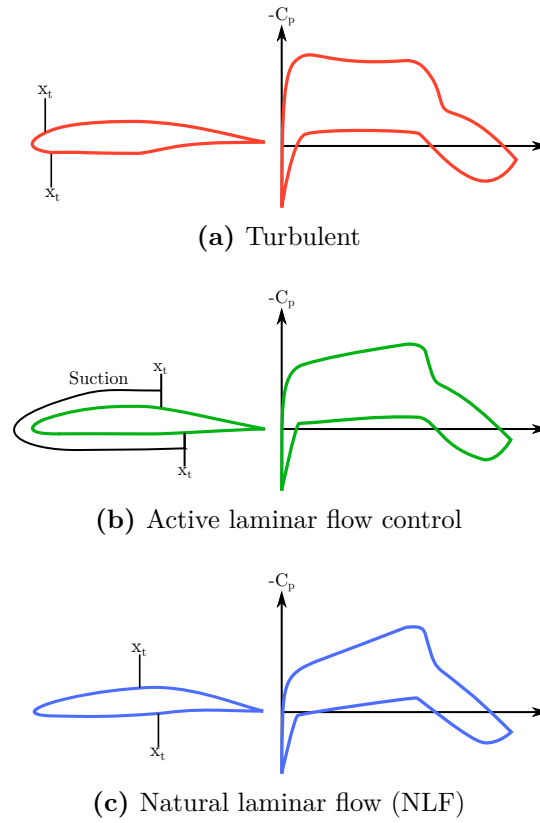 -Cp
xt
xt
(a) Turbulent
-Cp
Suction
xt
xt
(b) Active laminar flow control
-Cp
xt
xt
(c) Natural laminar flow (NLF)